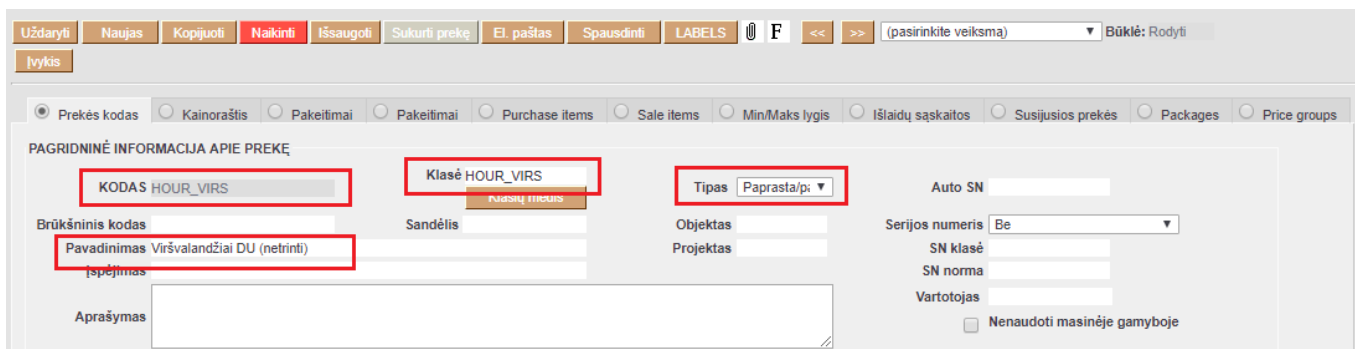 Uždaryti Naujas Kopijuoti Naikinti Išsaugoti Sukurti prekę El. paštas Spausdinti LABELS F << >> (pasirinkite veiksmą) Būklė: Rodyti
Įvykis
Prekės kodas Kainoraštis Pakeitimai Pakeitimai Purchase items Sale items Min/Maks lygis Išlaidų sąskaitos Susijusios prekės Packages Price groups
PAGRIDNINĖ INFORMACIJA APIE PREKĘ
KODAS HOUR_VIRS Klasė HOUR_VIRS Tipas Paprasta/pa Auto SN
Klasių medis
Brūkšninis kodas Sandėlis Objektas Serijos numeris Be
Pavadinimas Viršvalandžiai DU (netrinti) Projektas SN klasė
Įspėjimas SN norma
Vartotojas
Aprašymas Nenaudoti masinėje gamyboje